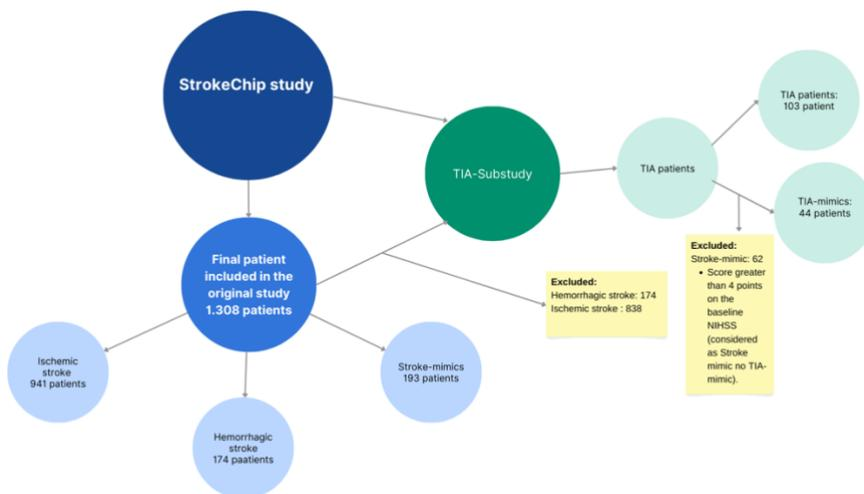 StrokeChip study
TIA-Substudy
TIA patients
TIA patients:
103 patient
TIA-mimics:
44 patients
Final patient
included in the
original study
1.308 patients
Excluded:
Hemorrhagic stroke: 174
Ischemic stroke : 838
Excluded:
Stroke-mimic: 62
• Score greater
than 4 points
on the
baseline
NIHSS
(considered
as Stroke
mimic no TIA-
mimic).
Ischemic
stroke
941 patients
Stroke-mimics
193 patients
Hemorrhagic
stroke
174 paatients